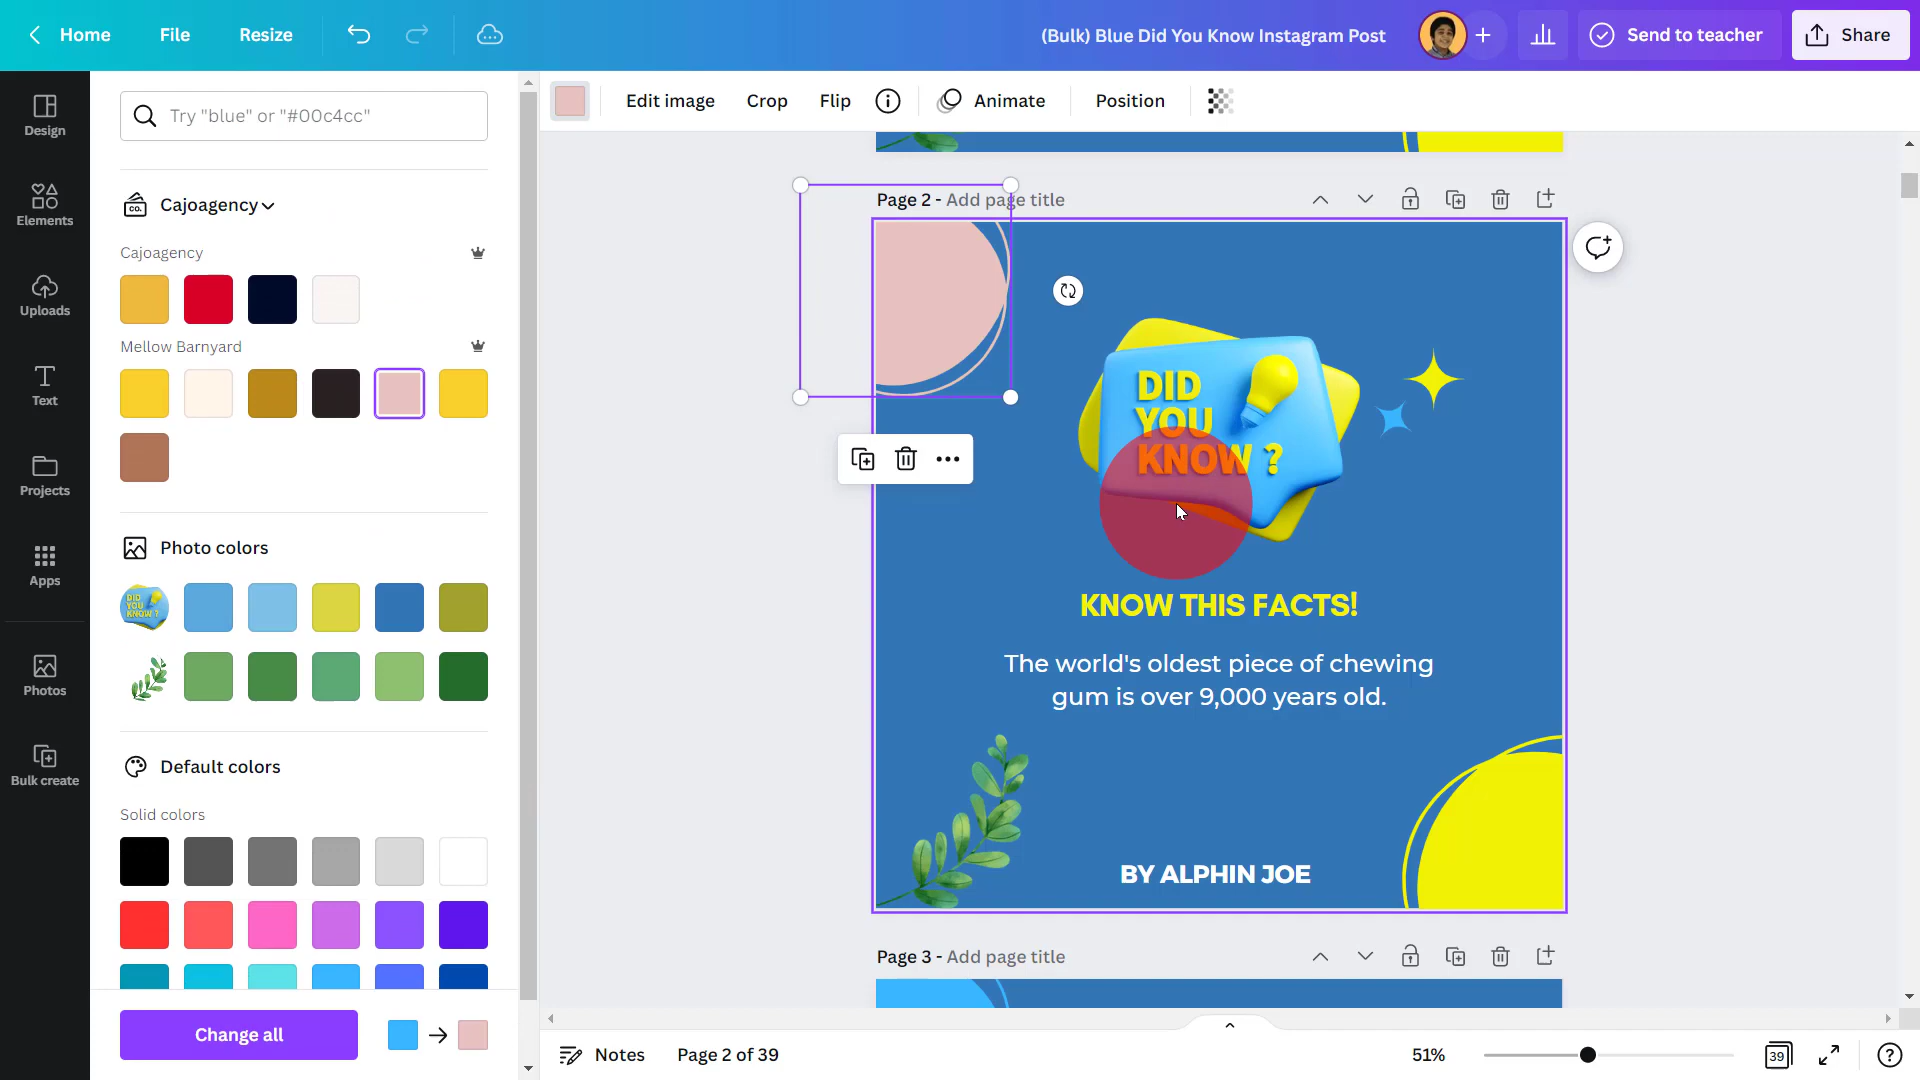 Home
File
Resize
(Bulk) Blue Did You Know Instagram Post
Send to teacher
Share
Design
Elements
Uploads
Text
Projects
Apps
Photos
Bulk create
Try "blue" or "#00c4cc"
CO.
Cajoagency
Cajoagency
Mellow Barnyard
Photo colors
DID
YOU
KNOW ?
Default colors
Solid colors
Change all
Edit image
Crop
Flip
Animate
Position
Page 2 - Add page title
DID
YOU
KNOW ?
KNOW THIS FACTS!
The world's oldest piece of chewing
gum is over 9,000 years old.
BY ALPHIN JOE
Page 3 - Add page title
Notes
Page 2 of 39
51%
39